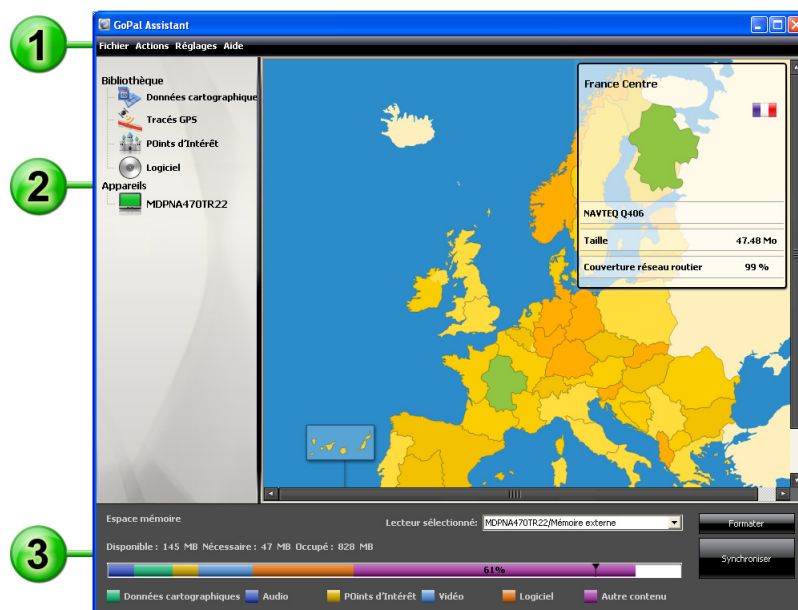 GoPal Assistant
1
Fichier Actions Réglages Aide
Bibliothèque
Données cartographique
Tracés GPS
POints d'Intérêt
Logiciel
2
Appareils
MDPNA470TR22
France Centre
NAVTEQ Q406
Taille 47.48 Mo
Couverture réseau routier 99 %
3
Espace mémoire
Lecteur sélectionné: MDPNA470TR22/Mémoire externe
Formater
Disponible : 145 MB Nécessaire : 47 MB Occupé : 828 MB
Synchroniser
61%
Données cartographiques Audio POints d'Intérêt Vidéo Logiciel Autre contenu